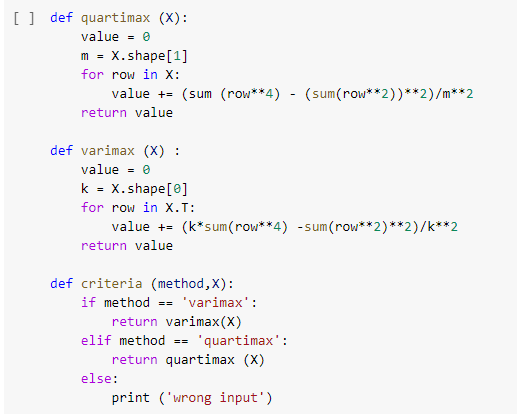 [ ] def quartimax (X):
    value = 0
    m = X.shape[1]
    for row in X:
        value += (sum (row**4) - (sum(row**2))**2)/m**2
    return value

def varimax (X) :
    value = 0
    k = X.shape[0]
    for row in X.T:
        value += (k*sum(row**4) -sum(row**2)**2)/k**2
    return value

def criteria (method,X):
    if method == 'varimax':
        return varimax(X)
    elif method == 'quartimax':
        return quartimax (X)
    else:
        print ('wrong input')